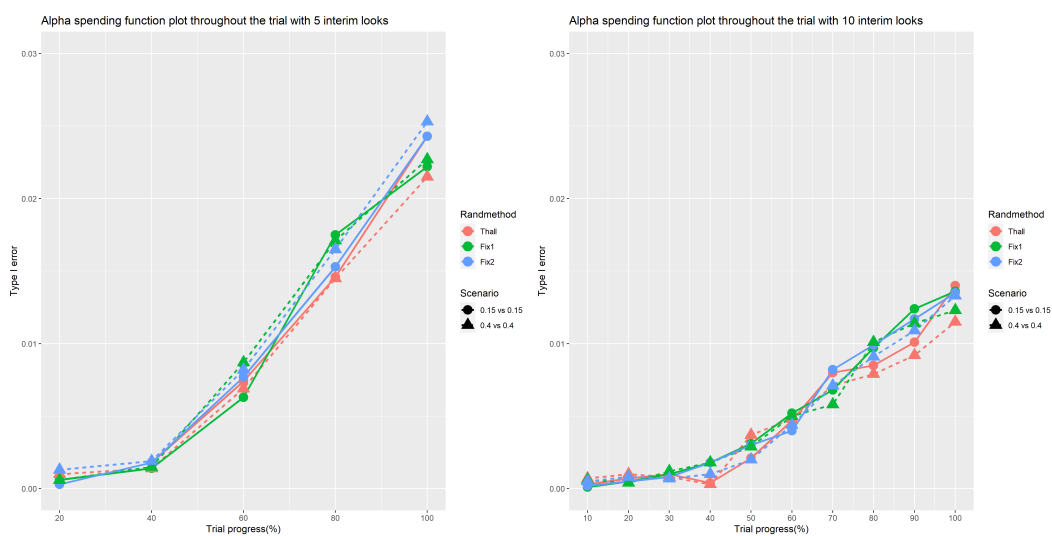 Alpha spending function plot throughout the trial with 5 interim looks
0.03
0.02
0.01
0.00
Type I error
20
40
60
80
100
Trial progress(%)
Randmethod
Thall
Fix1
Fix2
Scenario
0.15 vs 0.15
0.4 vs 0.4
Alpha spending function plot throughout the trial with 10 interim looks
0.03
0.02
0.01
0.00
Type I error
10
20
30
40
50
60
70
80
90
100
Trial progress(%)
Randmethod
Thall
Fix1
Fix2
Scenario
0.15 vs 0.15
0.4 vs 0.4